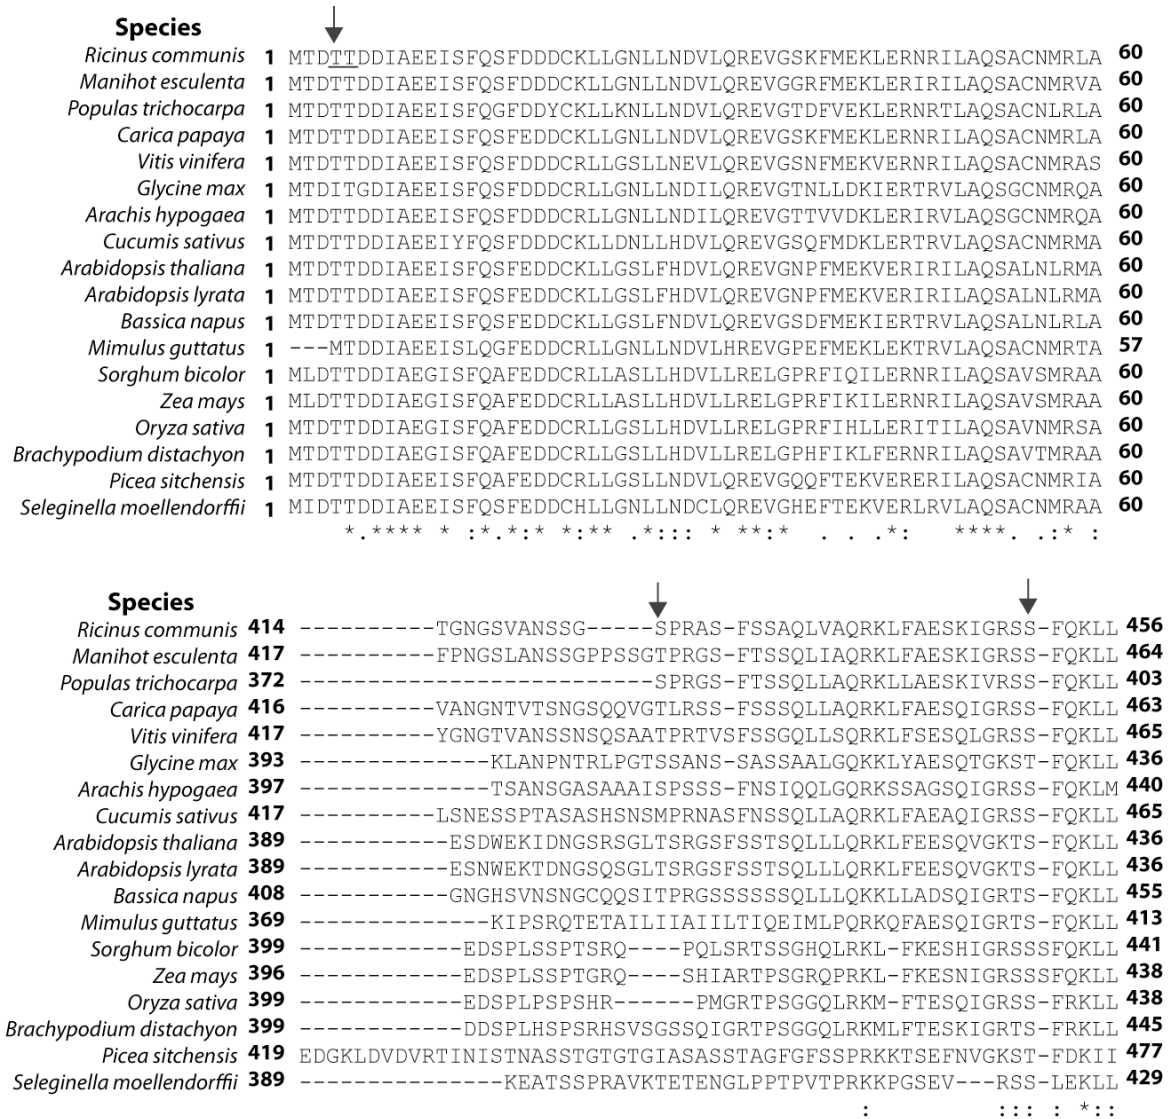 Species
Ricinus communis 1 MTDTTDDIAEEISFQSFDDDCKLLGNLLNDVLQREVGSKFMEKLERNRILAQSACNMRLA 60
Manihot esculenta 1 MTDTTDDIAEEISFQSFDDDCKLLGNLLNDVLQREVGGRFMEKLERIRILAQSACNMRVA 60
Populas trichocarpa 1 MTDTTDDIAEEISFQGFDDYCKLLKNLLNDVLQREVGTDFVEKLERNRTLAQSACNLRLA 60
Carica papaya 1 MTDTTDDIAEEISFQSFEDDCKLLGNLLNDVLQREVGSKFMEKLERNRILAQSACNMRLA 60
Vitis vinifera 1 MTDTTDDIAEEISFQSFDDDCRLLGSLLNEVLQREVGSNFMEKVERNRILAQSACNMRAS 60
Glycine max 1 MTDITGDIAEEISFQSFDDDCRLLGNLLNDILQREVGTNLLDKIERTRVLAQSGCNMRQA 60
Arachis hypogaea 1 MTDTTDDIAEEISFQSFDDDCRLLGNLLNDILQREVGTTVVDKLERIRVLAQSGCNMRQA 60
Cucumis sativus 1 MTDTTDDIAEEIYFQSFDDDCKLLDNLLHDVLQREVGSQFMDKLERTRVLAQSACNMRMA 60
Arabidopsis thaliana 1 MTDTTDDIAEEISFQSFEDDCKLLGSLFHDVLQREVGNPFMEKVERIRILAQSALNLRMA 60
Arabidopsis lyrata 1 MTDTTDDIAEEISFQSFEDDCKLLGSLFHDVLQREVGNPFMEKVERIRILAQSALNLRMA 60
Bassica napus 1 MTDTTDDIAEEISFQSFEDDCKLLGSLFNDVLQREVGSDFMEKIERTRVLAQSALNLRLA 60
Mimulus guttatus 1 ---MTDDIAEEISLQGFEDDCRLLGSLLNDVLHREVGPEFMEKLEKTRVLAQSACNMRTA 57
Sorghum bicolor 1 MLDTTDDIAEGISFQAFEDDCRLLASLLHDVLLRELGPRFIQILERNRILAQSAVSMRAA 60
Zea mays 1 MLDTTDDIAEGISFQAFEDDCRLLASLLHDVLLRELGPRFIKILERNRILAQSAVSMRAA 60
Oryza sativa 1 MTDTTDDIAEGISFQAFEDDCRLLGSLLHDVLLRELGPRFIHLLERITILAQSAVNMRSA 60
Brachypodium distachyon 1 MTDTTDDIAEGISFQAFEDDCRLLGSLLHDVLLRELGPHFIKLFERNRILAQSAVTMRAA 60
Picea sitchensis 1 MTDTTDDIAEEISFQAFEDDCRLLGNLLNDVLQREVGQQFTEKVERERILAQSACNMRIA 60
Seleginella moellendorffii 1 MIDTTDDIAEEISFQSFEDDCHLLGNLLNDCLQREVGHEFTEKVERLRVLAQSACNMRAA 60
*.**** * :*.*:* *:** .*::: * **:* . . .*: ****. .:* :
Species
Ricinus communis 414 ----------TGNGSVANSSG-----SPRAS-FSSAQLVAQRKLFAESKIGRSS-FQKLL 456
Manihot esculenta 417 ----------FPNGSLANSSGPPSSGTPRGS-FTSSQLIAQRKLFAESKIGRSS-FQKLL 464
Populas trichocarpa 372 --------------------------SPRGS-FTSSQLLAQRKLLAESKIVRSS-FQKLL 403
Carica papaya 416 ----------VANGNTVTSNGSQQVGTLRSS-FSSSQLLAQRKLFAEAQIGRSS-FQKLL 463
Vitis vinifera 417 ----------YGNGTVANSSNSQSAATPRTVSFSSGQLLSQRKLFSESQLGRSS-FQKLL 465
Glycine max 393 --------------KLANPNTRLPGTSSANS-SASSAALGQKKLYAESQTGKST-FQKLL 436
Arachis hypogaea 397 --------------TSANSGASAAAISPSSS-FNSIQQLGQRKSSAGSQIGRSS-FQKLM 440
Cucumis sativus 417 ----------LSNESSPTASASHSNSMPRNASFNSSQLLAQRKLFAEAQIGRSS-FQKLL 465
Arabidopsis thaliana 389 -----------ESDWEKIDNGSRSGLTSRGSFSSTSQLLLQRKLFEESQVGKTS-FQKLL 436
Arabidopsis lyrata 389 -----------ESNWEKTDNGSQSGLTSRGSFSSTSQLLLQRKLFEESQVGKTS-FQKLL 436
Bassica napus 408 -----------GNGHSVNSNGCQQSITPRGSSSSSSQLLLQKKLLADSQIGRTS-FQKLL 455
Mimulus guttatus 369 --------------KIPSRQTETAILIIAIILTIQEIMLPQRKQFAESQIGRTS-FQKLL 413
Sorghum bicolor 399 ------------EDSPLSSPTSRQ----PQLSRTSSGHQLRKL-FKESHIGRSSSFQKLL 441
Zea mays 396 ------------EDSPLSSPTGRQ----SHIARTPSGRQPRKL-FKESNIGRSSSFQKLL 438
Oryza sativa 399 ------------EDSPLPSPSHR------PMGRTPSGGQLRKM-FTESQIGRSS-FRKLL 438
Brachypodium distachyon 399 ------------DDSPLHSPSRHSVSGSSQIGRTPSGGQLRKMLFTESKIGRTS-FRKLL 445
Picea sitchensis 419 EDGKLDVDVRTINISTNASSTGTGTGIASASSTAGFGFSSPRKKTSEFNVGKST-FDKII 477
Seleginella moellendorffii 389 ---------------KEATSSPRAVKTETENGLPPTPVTPRKKPGSEV---RSS-LEKLL 429
: ::: : *::